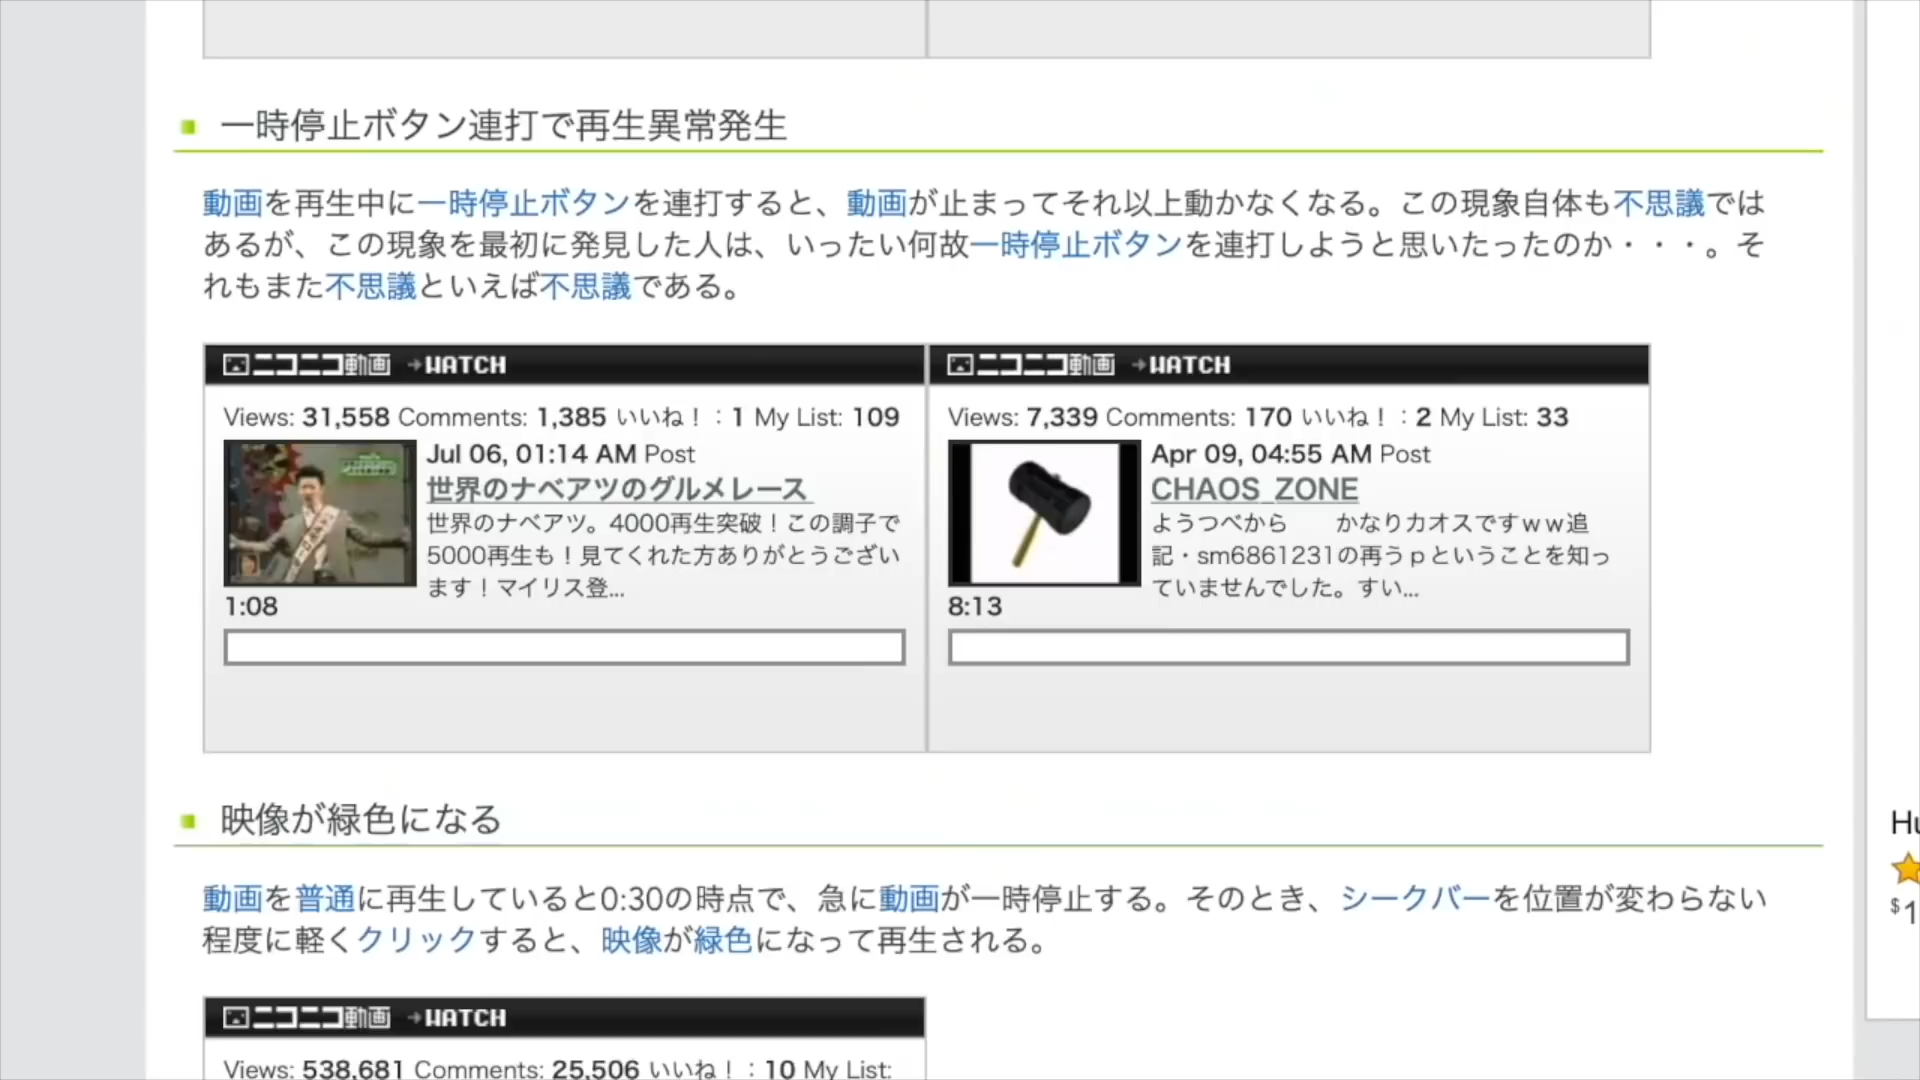 一時停止ボタン連打で再生異常発生
動画を再生中に一時停止ボタンを連打すると、動画が止まってそれ以上動かなくなる。この現象自体も不思議では
あるが、この現象を最初に発見した人は、いったい何故一時停止ボタンを連打しようと思いたったのか・・・。そ
れもまた不思議といえば不思議である。
ニコニコ動画 →WATCH
Views: 31,558 Comments: 1,385 いいね！：1 My List: 109
Jul 06, 01:14 AM Post
世界のナベアツのグルメレース
世界のナベアツ。4000再生突破！この調子で
5000再生も！見てくれた方ありがとうござい
ます！マイリス登...
1:08
ニコニコ動画 →WATCH
Views: 7,339 Comments: 170 いいね！：2 My List: 33
Apr 09, 04:55 AM Post
CHAOS_ZONE
ようつべから　　かなりカオスですｗｗ追
記・sm6861231の再うｐということを知っ
ていませんでした。すい...
8:13
映像が緑色になる
動画を普通に再生していると0:30の時点で、急に動画が一時停止する。そのとき、シークバーを位置が変わらない
程度に軽くクリックすると、映像が緑色になって再生される。
ニコニコ動画 →WATCH
Views: 538,681 Comments: 25,506 いいね！：10 My List:
Hu
$1